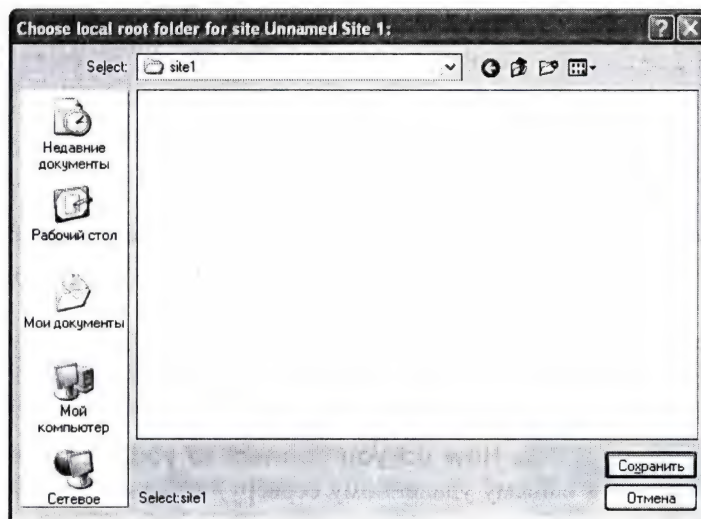 Choose local root folder for site Unnamed Site 1:
Select: site1
Недавние
документы
Рабочий стол
Мои документы
Мой
компьютер
Сетевое
Select:site1
Сохранить
Отмена